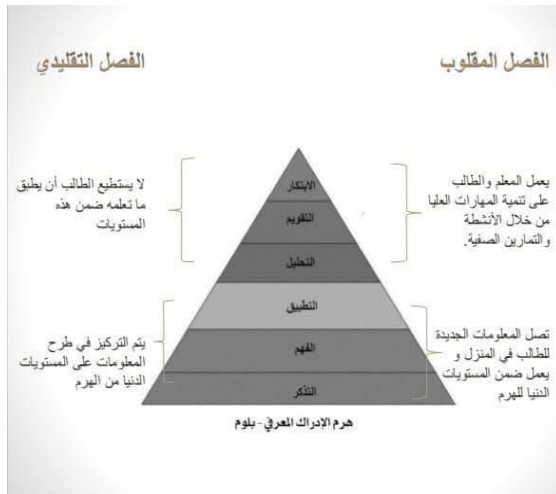 الفصل المقلوب
الفصل التقليدي
يعمل المعلم والطالب
على تنمية المهارات العليا
من خلال الأنشطة
والتمارين الصفية.
الابتكار
التقويم
التحليل
لا يستطيع الطالب أن يطبق
ما تعلمه ضمن هذه
المستويات
تصل المعلومات الجديدة
للطالب في المنزل و
يعمل ضمن المستويات
الدنيا للهرم
التطبيق
الفهم
التذكر
يتم التركيز في طرح
المعلومات على المستويات
الدنيا من الهرم
هرم الإدراك المعرفي - بلوم